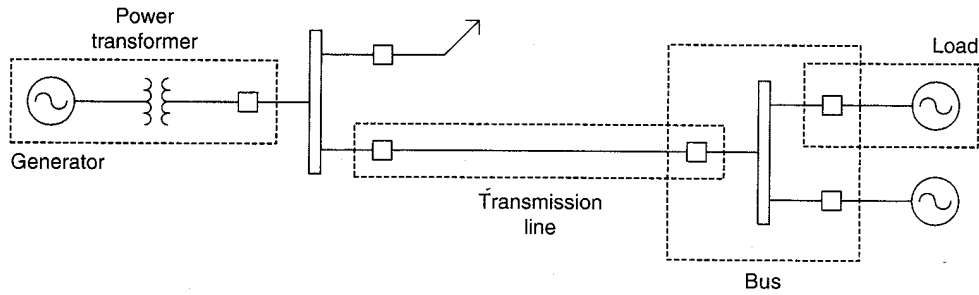 Power
transformer
Load
Generator
Transmission
line
Bus